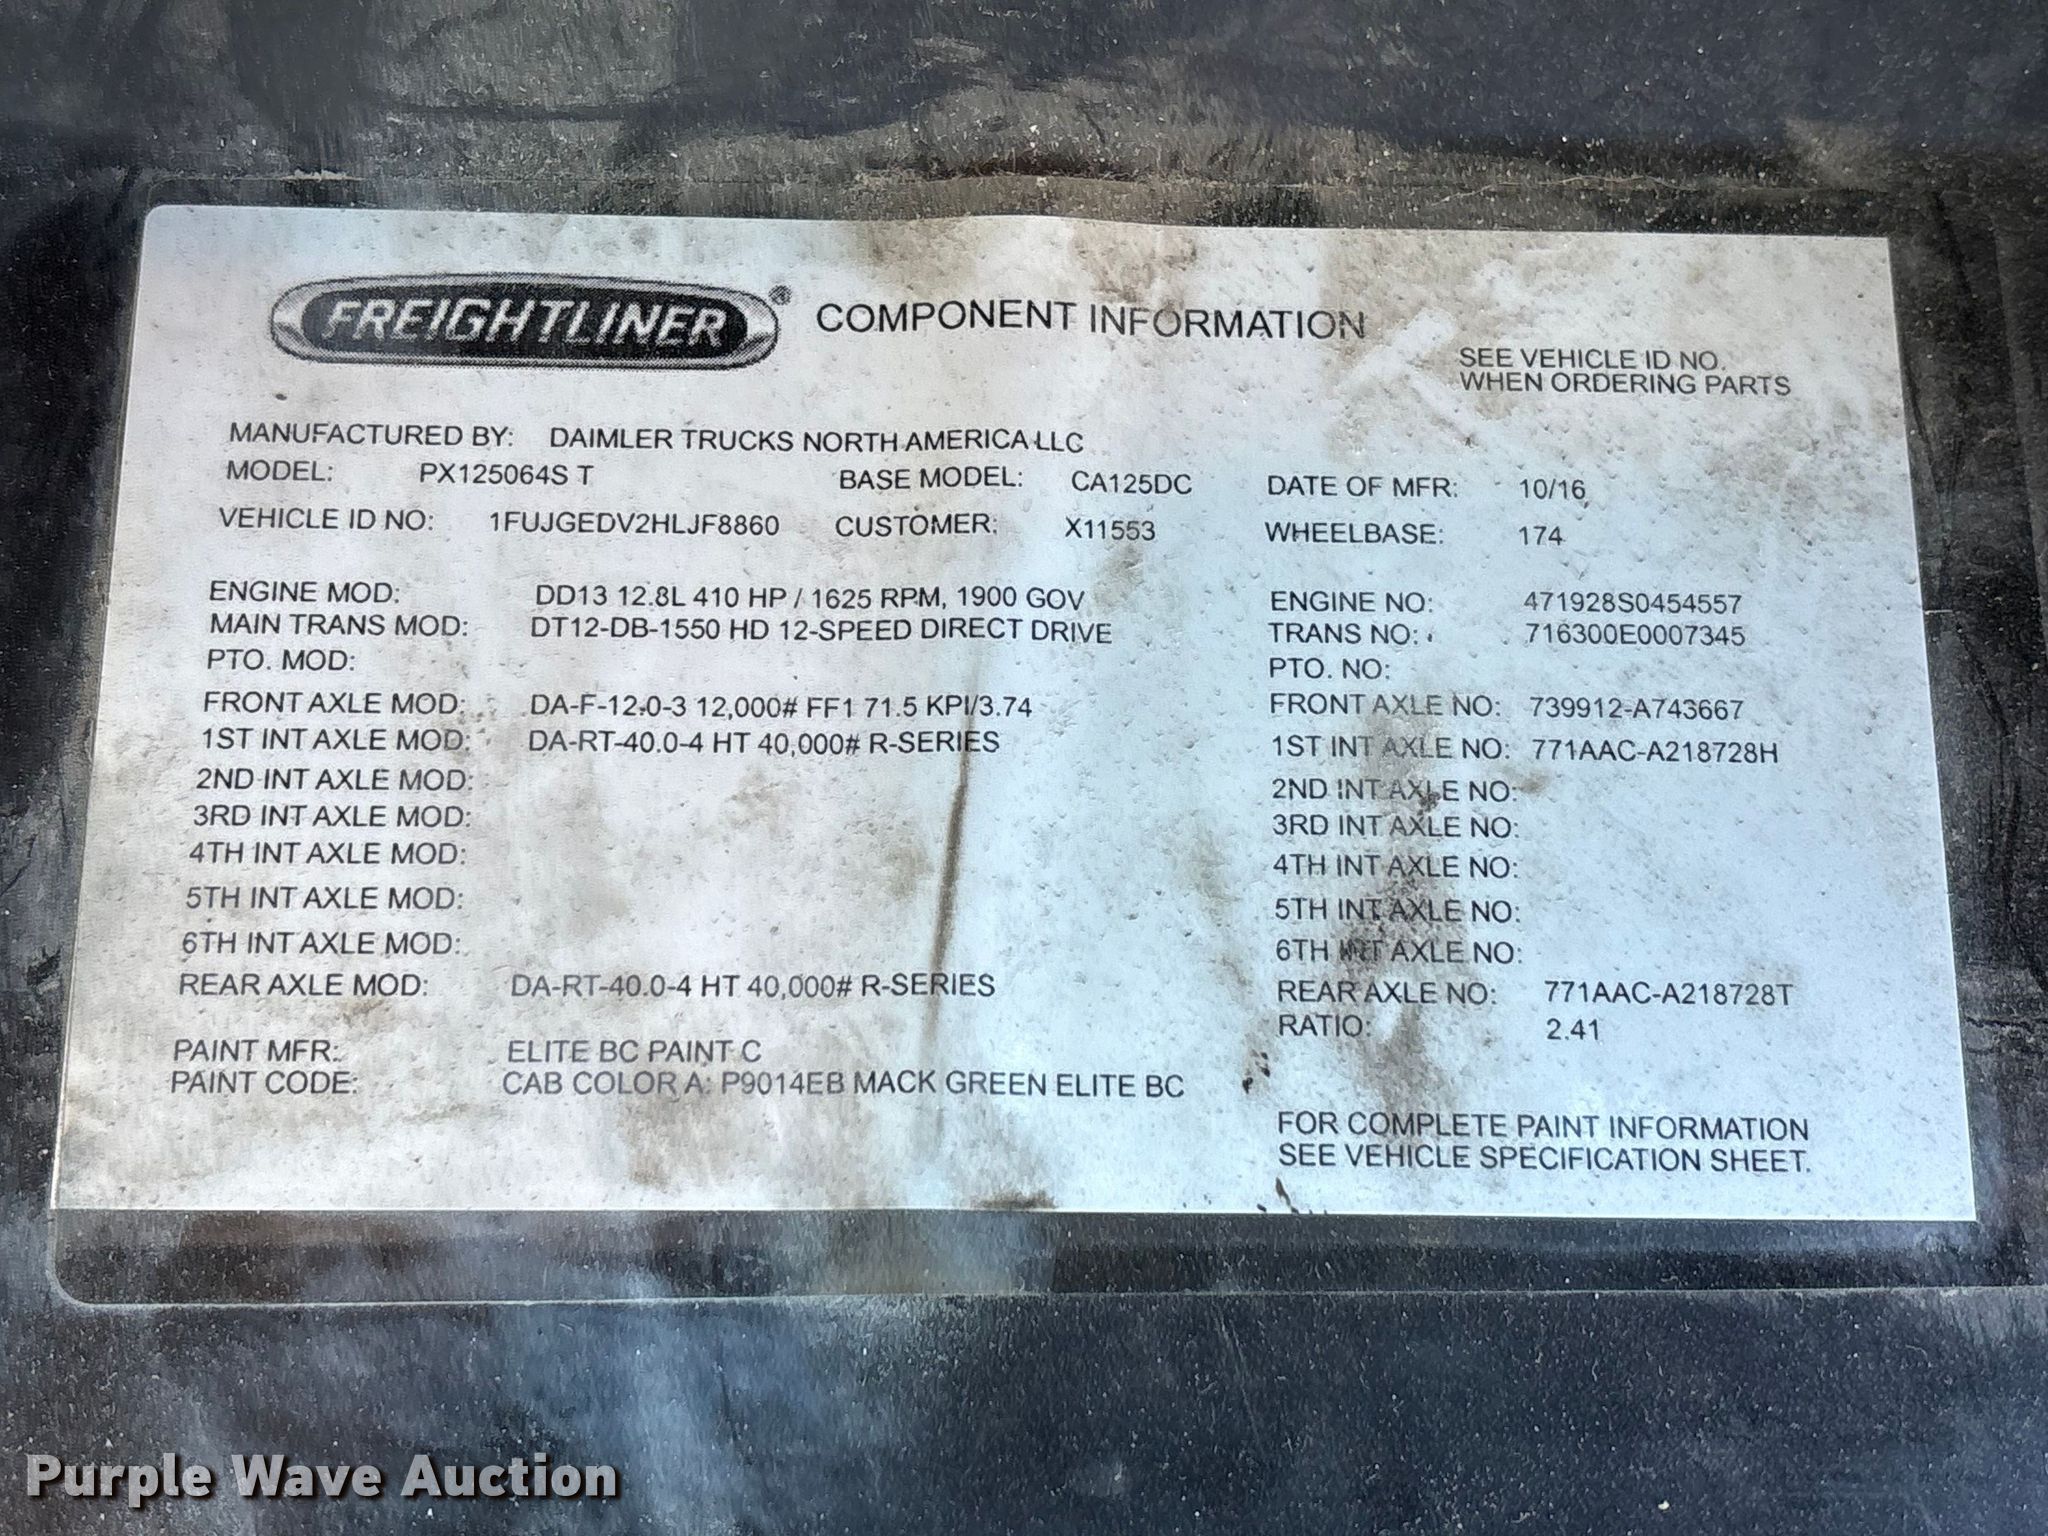 FREIGHTLINER® COMPONENT INFORMATION
SEE VEHICLE ID NO.
WHEN ORDERING PARTS
MANUFACTURED BY: DAIMLER TRUCKS NORTH AMERICA LLC
MODEL: PX125064S T BASE MODEL: CA125DC DATE OF MFR: 10/16
VEHICLE ID NO: 1FUJGEDV2HLJF8860 CUSTOMER: X11553 WHEELBASE: 174
ENGINE MOD: DD13 12.8L 410 HP / 1625 RPM, 1900 GOV ENGINE NO: 471928S0454557
MAIN TRANS MOD: DT12-DB-1550 HD 12-SPEED DIRECT DRIVE TRANS NO: 716300E0007345
PTO. MOD: PTO. NO:
FRONT AXLE MOD: DA-F-12.0-3 12,000# FF1 71.5 KPI/3.74 FRONT AXLE NO: 739912-A743667
1ST INT AXLE MOD: DA-RT-40.0-4 HT 40,000# R-SERIES 1ST INT AXLE NO: 771AAC-A218728H
2ND INT AXLE MOD: 2ND INT AXLE NO:
3RD INT AXLE MOD: 3RD INT AXLE NO:
4TH INT AXLE MOD: 4TH INT AXLE NO:
5TH INT AXLE MOD: 5TH INT AXLE NO:
6TH INT AXLE MOD: 6TH INT AXLE NO:
REAR AXLE MOD: DA-RT-40.0-4 HT 40,000# R-SERIES REAR AXLE NO: 771AAC-A218728T
RATIO: 2.41
PAINT MFR: ELITE BC PAINT C
PAINT CODE: CAB COLOR A: P9014EB MACK GREEN ELITE BC
FOR COMPLETE PAINT INFORMATION
SEE VEHICLE SPECIFICATION SHEET.
Purple Wave Auction